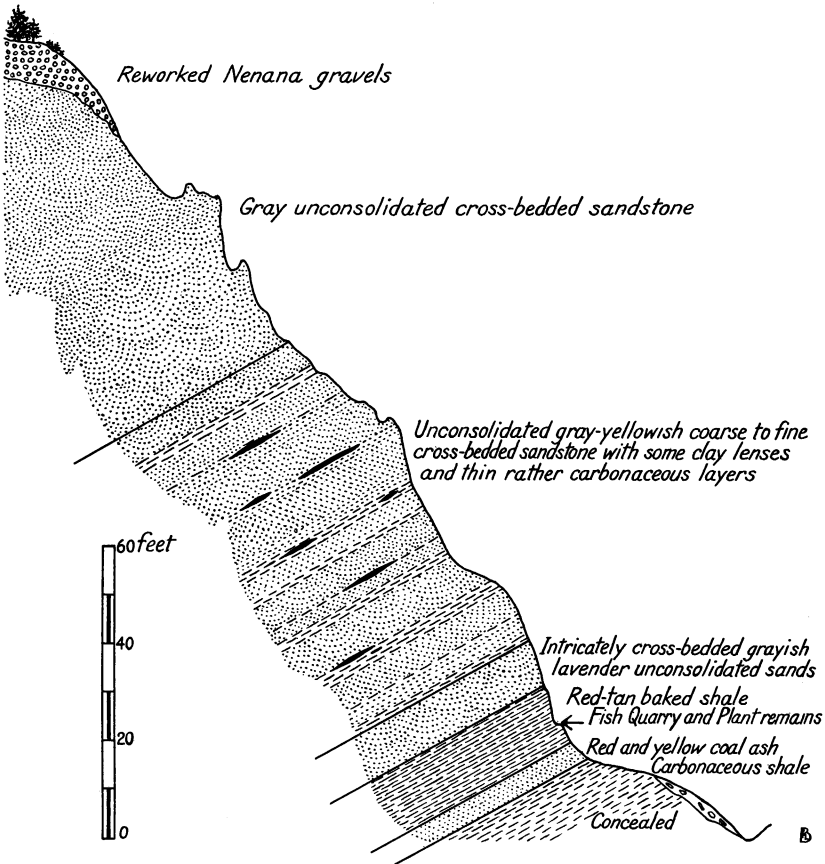 Reworked Nenana gravels
Gray unconsolidated cross-bedded sandstone
Unconsolidated gray-yellowish coarse to fine
cross-bedded sandstone with some clay lenses
and thin rather carbonaceous layers
60 feet
40
20
0
Intricately cross-bedded grayish
lavender unconsolidated sands
Red-tan baked shale
Fish Quarry and Plant remains
Red and yellow coal ash
Carbonaceous shale
Concealed